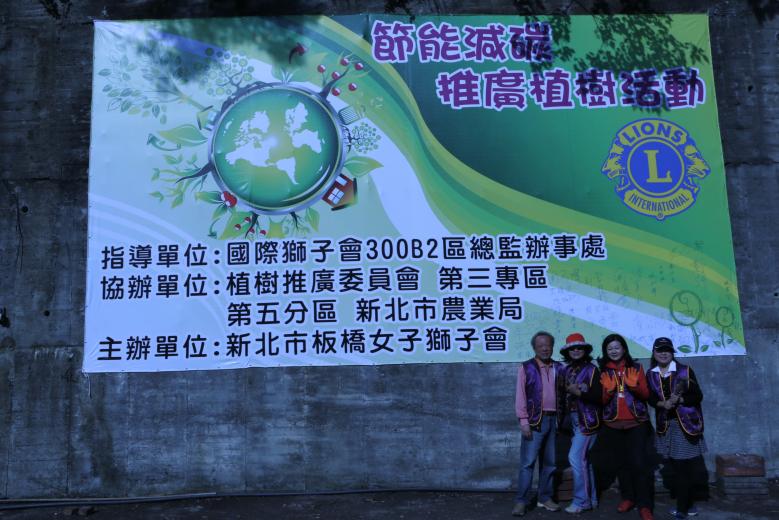 節能減碳
推廣植樹活動
LIONS
L
INTERNATIONAL
指導單位:國際獅子會300B2區總監辦事處
協辦單位:植樹推廣委員會 第三專區
第五分區 新北市農業局
主辦單位:新北市板橋女子獅子會